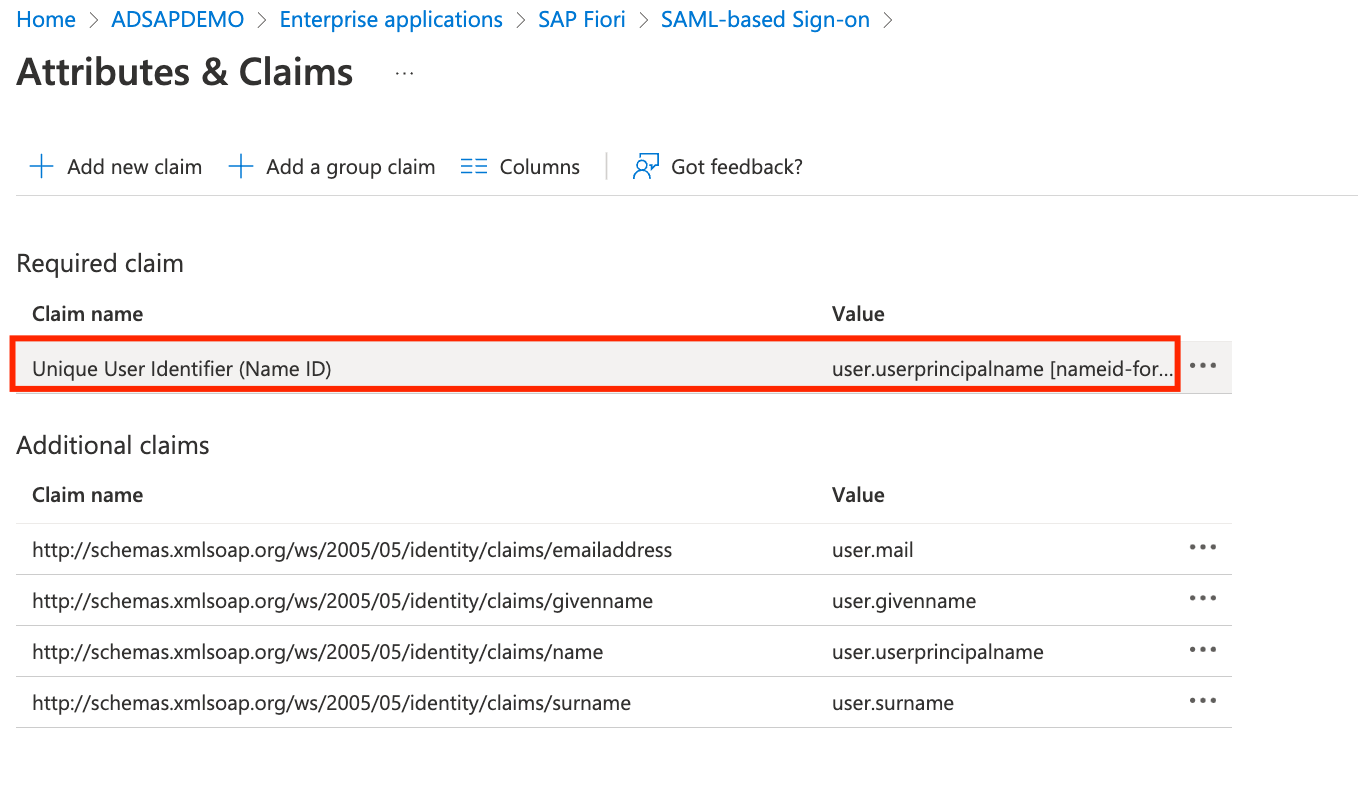 Home > ADSAPDEMO > Enterprise applications > SAP Fiori > SAML-based Sign-on >
Attributes & Claims ...
Add new claim Add a group claim Columns Got feedback?
Required claim
Claim name Value
Unique User Identifier (Name ID) user.userprincipalname [nameid-for...
Additional claims
Claim name Value
http://schemas.xmlsoap.org/ws/2005/05/identity/claims/emailaddress user.mail
http://schemas.xmlsoap.org/ws/2005/05/identity/claims/givenname user.givenname
http://schemas.xmlsoap.org/ws/2005/05/identity/claims/name user.userprincipalname
http://schemas.xmlsoap.org/ws/2005/05/identity/claims/surname user.surname